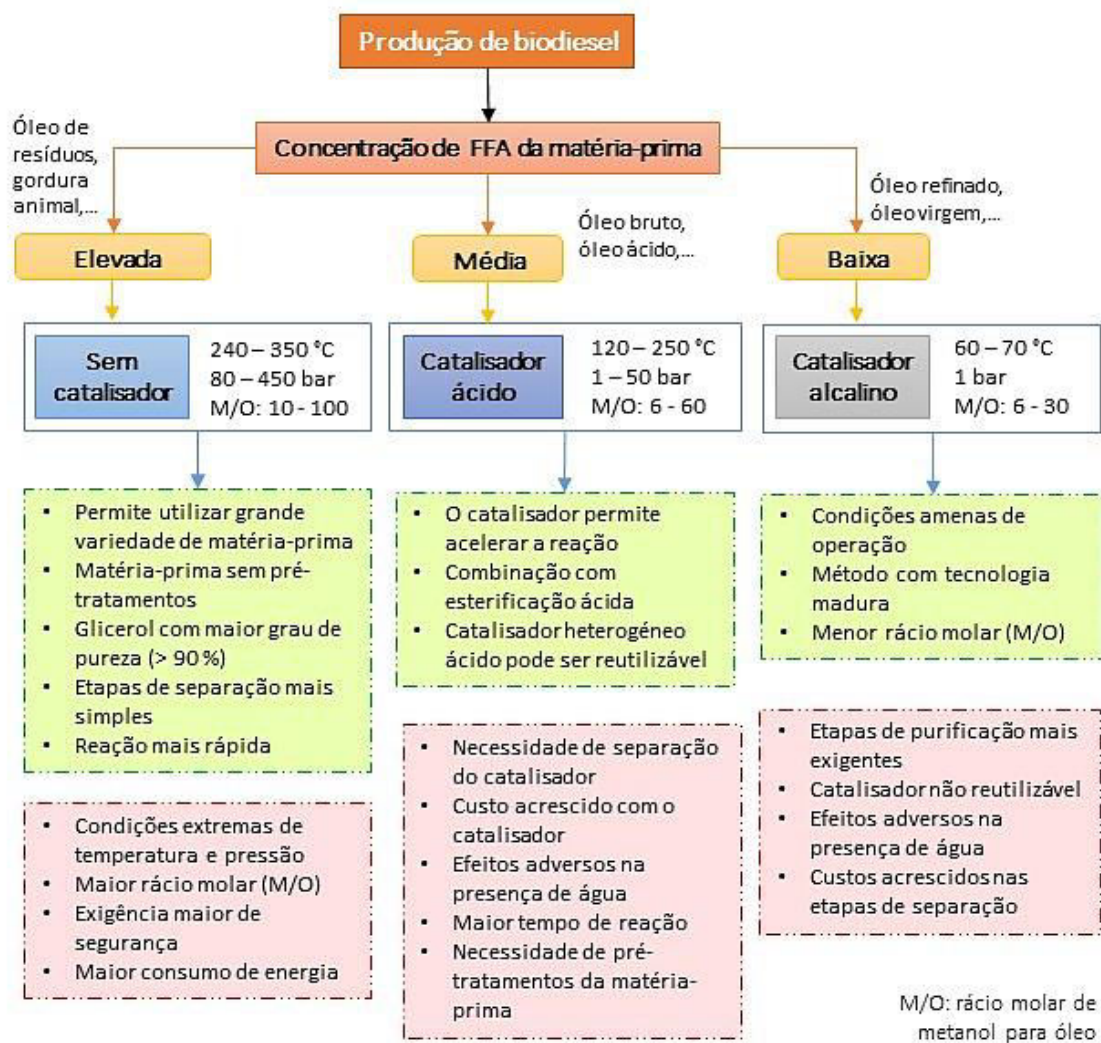 Produção de biodiesel
Concentração de FFA da matéria-prima
Óleo de
resíduos,
gordura
animal,...
Elevada
Óleo bruto,
óleo ácido,...
Média
Óleo refinado,
óleo virgem,...
Baixa
Sem
catalisador
240 – 350 °C
80 – 450 bar
M/O: 10 - 100
Catalisador
ácido
120 – 250 °C
1 – 50 bar
M/O: 6 - 60
Catalisador
alcalino
60 – 70 °C
1 bar
M/O: 6 - 30
• Permite utilizar grande
variedade de matéria-prima
• Matéria-prima sem pré-
tratamentos
• Glicerol com maior grau de
pureza (> 90 %)
• Etapas de separação mais
simples
• Reação mais rápida
• Condições extremas de
temperatura e pressão
• Maior rácio molar (M/O)
• Exigência maior de
segurança
• Maior consumo de energia
• O catalisador permite
acelerar a reação
• Combinação com
esterificação ácida
• Catalisador heterogéneo
ácido pode ser reutilizável
• Necessidade de separação
do catalisador
• Custo acrescido com o
catalisador
• Efeitos adversos na
presença de água
• Maior tempo de reação
• Necessidade de pré-
tratamentos da matéria-
prima
• Condições amenas de
operação
• Método com tecnologia
madura
• Menor rácio molar (M/O)
• Etapas de purificação mais
exigentes
• Catalisador não reutilizável
• Efeitos adversos na
presença de água
• Custos acrescidos nas
etapas de separação
M/O: rácio molar de
metanol para óleo